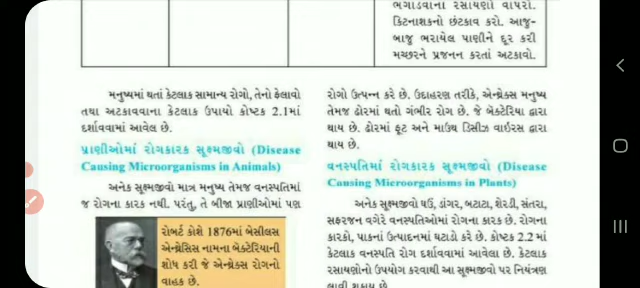 ભગાડવાના રસાયણો વાપરો.
કિટનાશકનો છંટકાવ કરો. આજુ-
બાજુ ભરાયેલ પાણીને દૂર કરી
મચ્છરને પ્રજનન કરતાં અટકાવો.
મનુષ્યમાં થતાં કેટલાક સામાન્ય રોગો, તેનો ફેલાવો
તથા અટકાવવાના કેટલાક ઉપાયો કોષ્ટક 2.1માં
દર્શાવવામાં આવેલ છે.
પ્રાણીઓમાં રોગકારક સૂક્ષ્મજીવો (Disease
Causing Microorganisms in Animals)
અનેક સૂક્ષ્મજીવો માત્ર મનુષ્ય તેમજ વનસ્પતિમાં
જ રોગના કારક નથી. પરંતુ, તે બીજા પ્રાણીઓમાં પણ
રોબર્ટ કોશે 1876માં બેસીલસ
એન્થ્રેસિસ નામના બેક્ટેરિયાની
શોધ કરી જે એન્થ્રેક્સ રોગનો
વાહક છે.
રોગો ઉત્પન્ન કરે છે. ઉદાહરણ તરીકે, એન્થ્રેક્સ મનુષ્ય
તેમજ ઢોરમાં થતો ગંભીર રોગ છે. જે બેક્ટેરિયા દ્વારા
થાય છે. ઢોરમાં ફૂટ અને માઉથ ડિસીઝ વાઇરસ દ્વારા
થાય છે.
વનસ્પતિમાં રોગકારક સૂક્ષ્મજીવો (Disease
Causing Microorganisms in Plants)
અનેક સૂક્ષ્મજીવો ઘઉં, ડાંગર, બટાટા, શેરડી, સંતરા,
સફરજન વગેરે વનસ્પતિઓમાં રોગના કારક છે. રોગના
કારકો, પાકનાં ઉત્પાદનમાં ઘટાડો કરે છે. કોષ્ટક 2.2 માં
કેટલાક વનસ્પતિ રોગ દર્શાવવામાં આવેલા છે. કેટલાક
રસાયણોનો ઉપયોગ કરવાથી આ સૂક્ષ્મજીવો પર નિયંત્રણ
લાવી શકાય છે.